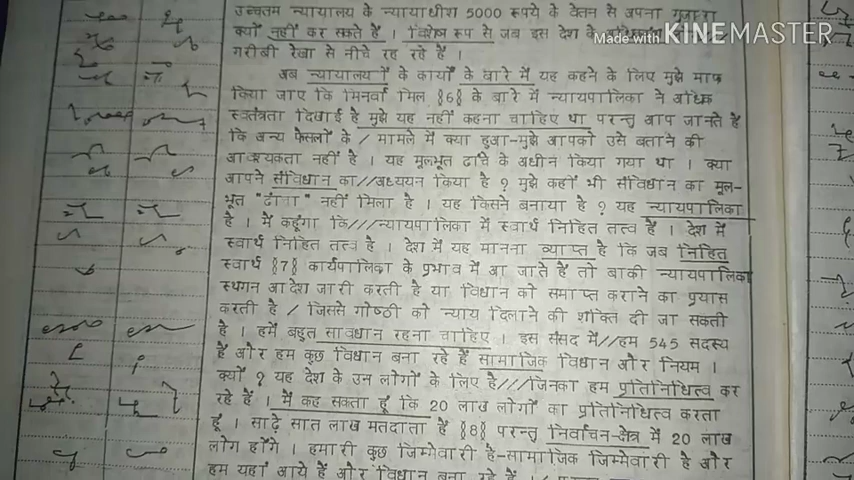 उच्चतम न्यायालय के न्यायाधीश 5000 रूपये के वेतन से अपना गुजारा
क्यों नहीं कर सकते हैं । विशेष रूप से जब इस देश के
Made with KINEMASTER
गरीबी रेखा से नीचे रह रहे हैं ।
जब न्यायालयों के कार्यों के बारे में यह कहने के लिए मुझे माफ
किया जाए कि मिनर्वा मिल §6§ के बारे में न्यायपालिका ने अधिक
स्वतंत्रता दिखाई है मुझे यह नहीं कहना चाहिए था परन्तु आप जानते हैं
कि अन्य फैसलों के / मामले में क्या हुआ-मुझे आपको उसे बताने की
आवश्यकता नहीं है । यह मूलभूत ढांचे के अधीन किया गया था । क्या
आपने संविधान का//अध्ययन किया है ? मुझे कहीं भी संविधान का मूल-
भूत "ढांचा" नहीं मिला है । यह किसने बनाया है ? यह न्यायपालिका
है । मैं कहूंगा कि///न्यायपालिका में स्वार्थ निहित तत्व हैं । देश में
स्वार्थ निहित तत्व है । देश में यह मानना व्याप्त है कि जब निहित
स्वार्थ §7§ कार्यपालिका के प्रभाव में आ जाते हैं तो बाकी न्यायपालिका
स्थगन आदेश जारी करती है या विधान को समाप्त कराने का प्रयास
करती है / जिससे गोष्ठी को न्याय दिलाने की शक्ति दी जा सकती
है । हमें बहुत सावधान रहना चाहिए । इस संसद में//हम 545 सदस्य
हैं और हम कुछ विधान बना रहे हैं सामाजिक विधान और नियम ।
क्यों ? यह देश के उन लोगों के लिए है///जिनका हम प्रतिनिधित्व कर
रहे हैं । मैं कह सकता हूं कि 20 लाख लोगों का प्रतिनिधित्व करता
हूं । साढ़े सात लाख मतदाता हैं §8§ परन्तु निर्वाचन-क्षेत्र में 20 लाख
लोग होंगे । हमारी कुछ जिम्मेवारी है-सामाजिक जिम्मेवारी है और
हम यहां आये हैं और विधान बना रहे हैं ।